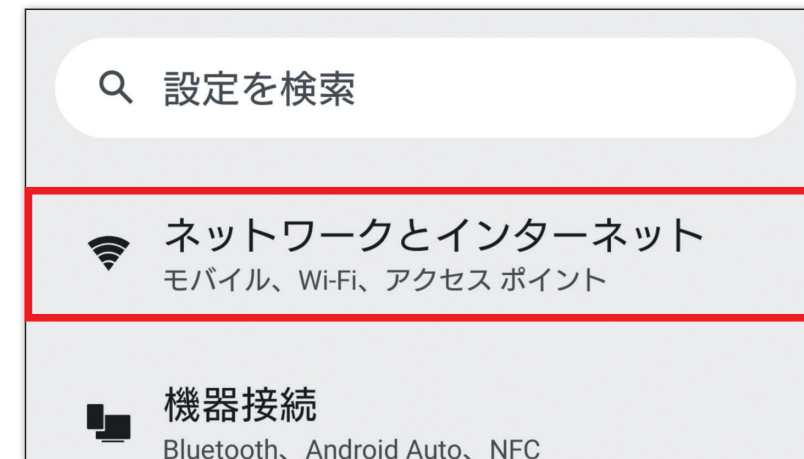 設定を検索
ネットワークとインターネット
モバイル、Wi-Fi、アクセス ポイント
機器接続
Bluetooth、Android Auto、NFC